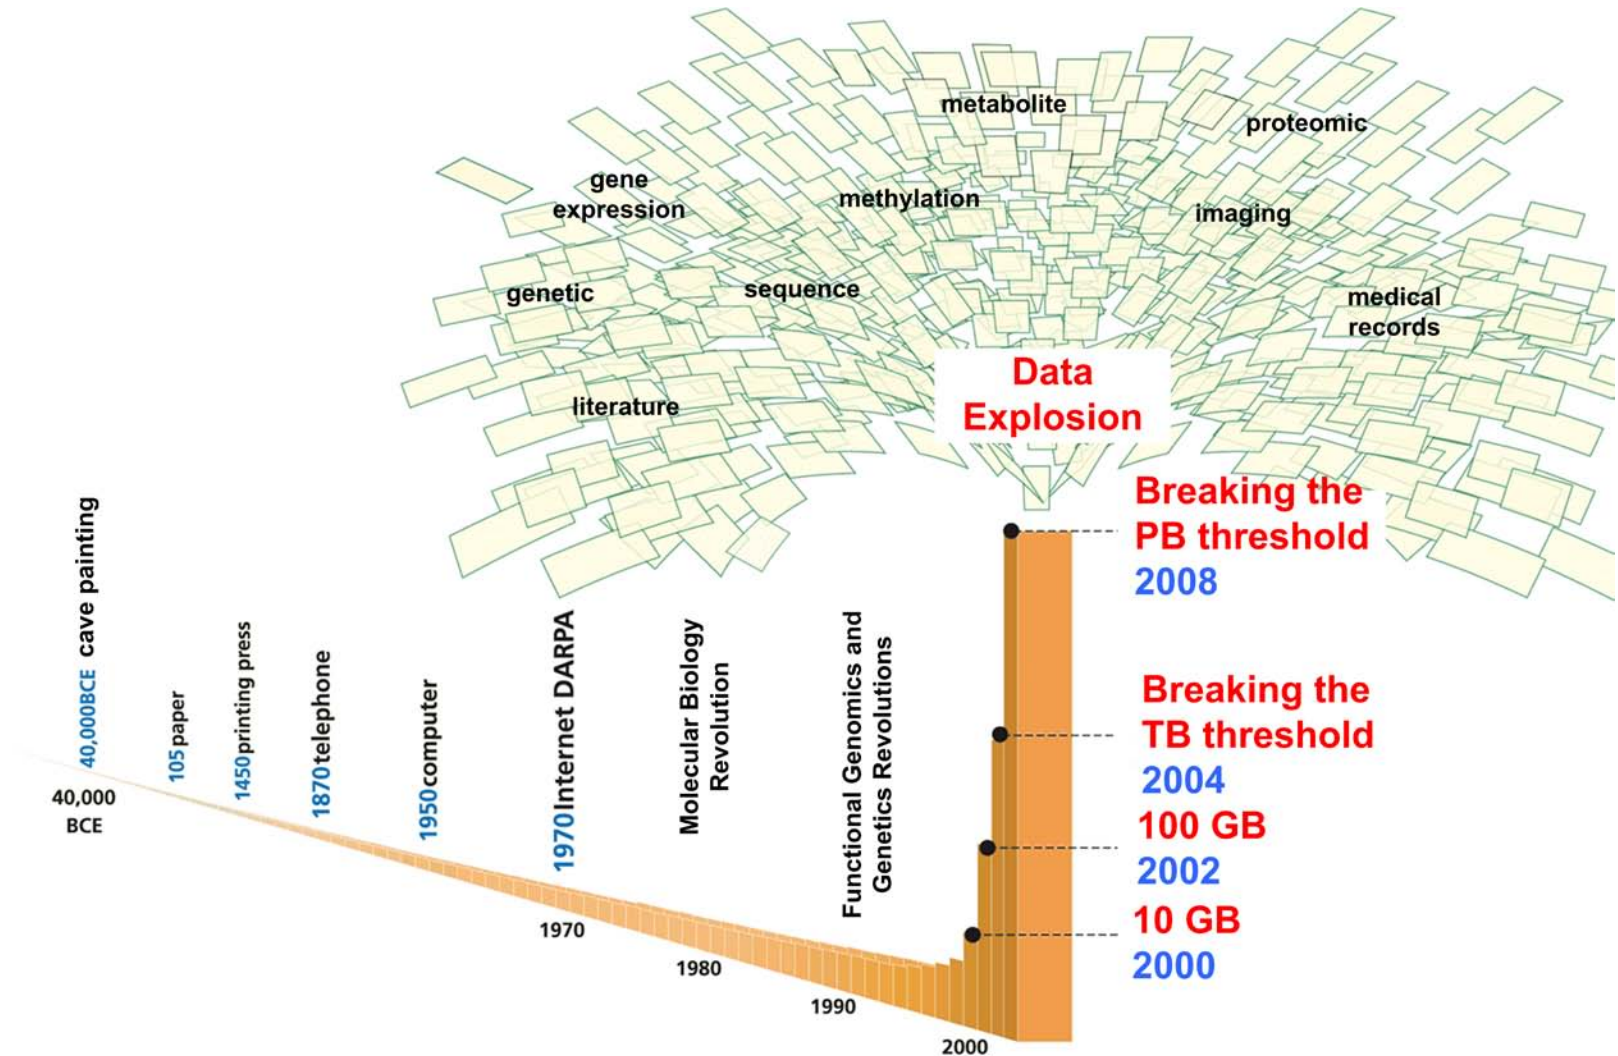 metabolite
proteomic
gene
expression
methylation
imaging
genetic
sequence
medical
records
literature
Data
Explosion
Breaking the
PB threshold
2008
Breaking the
TB threshold
2004
100 GB
2002
10 GB
2000
40,000BCE cave painting
105 paper
1450 printing press
1870 telephone
1950 computer
1970 Internet DARPA
Molecular Biology
Revolution
Functional Genomics and
Genetics Revolutions
40,000
BCE
1970
1980
1990
2000